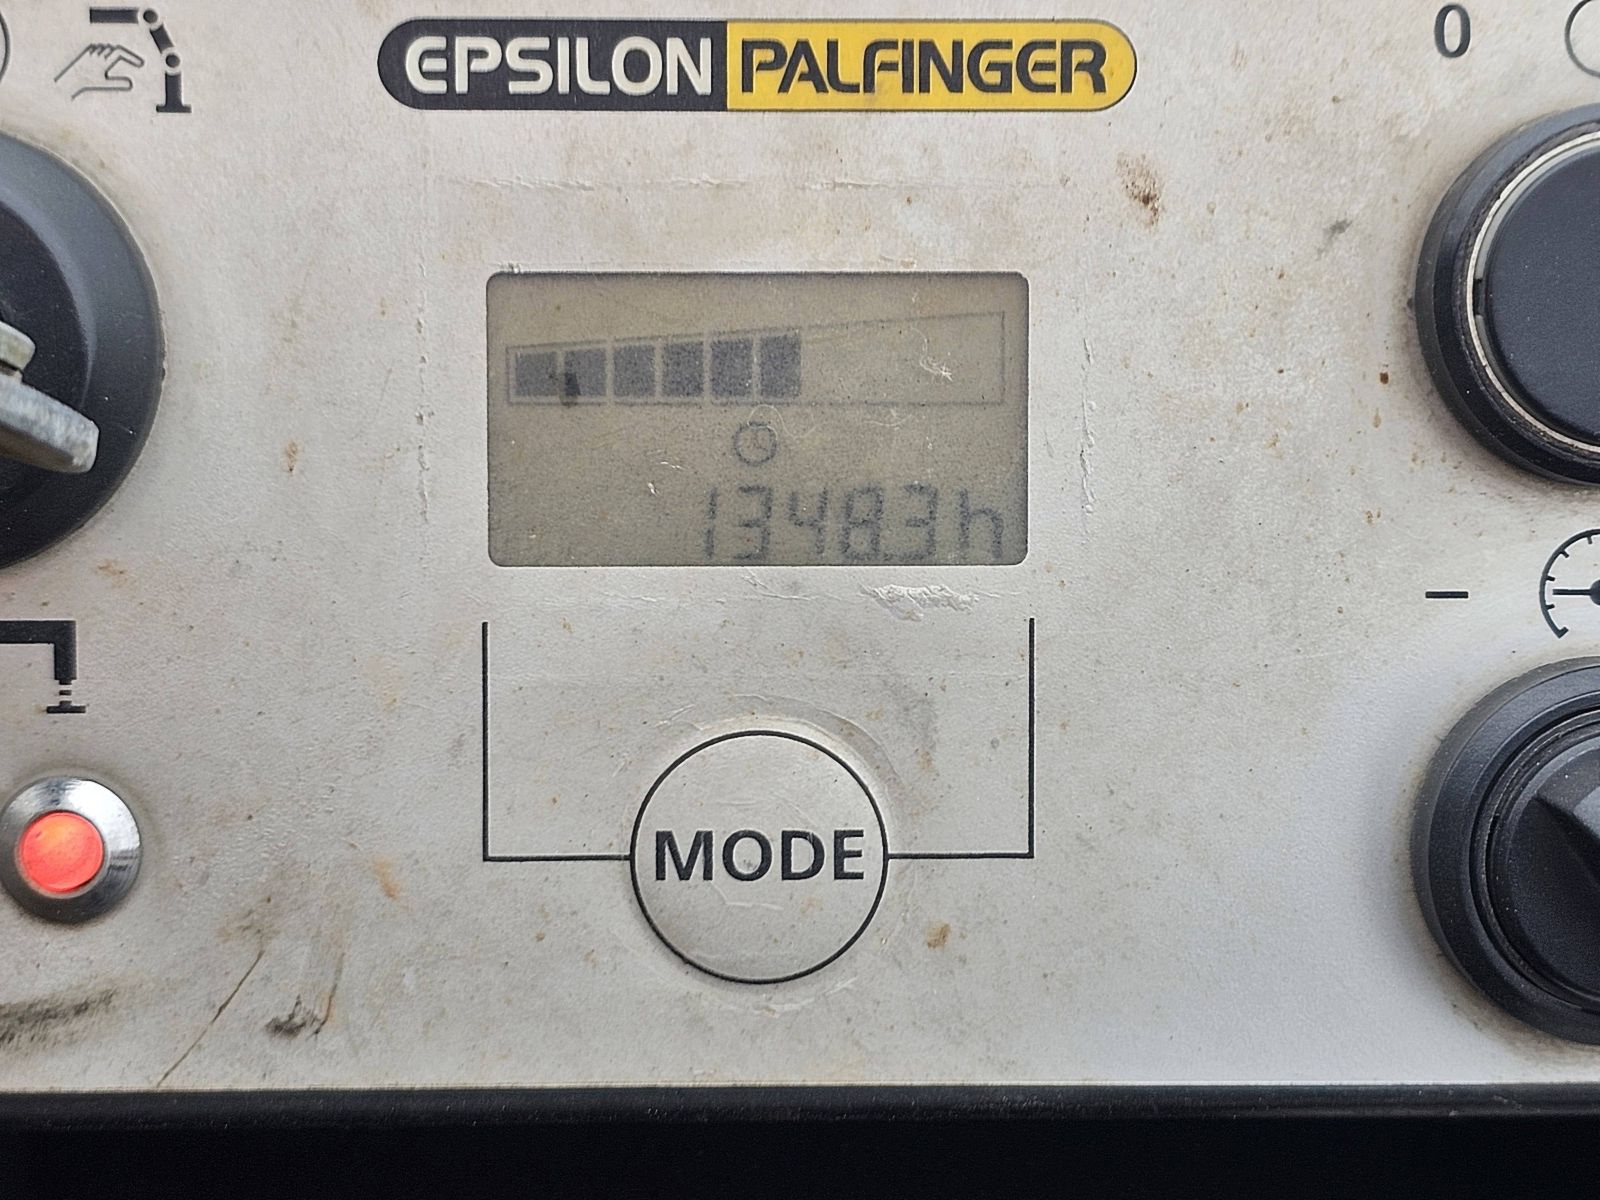 EPSILON PALFINGER
0
13483h
–
MODE